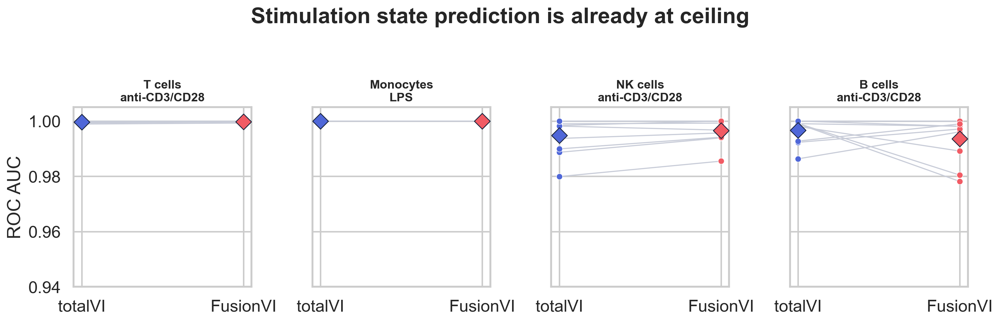 Stimulation state prediction is already at ceiling
T cells
anti-CD3/CD28
Monocytes
LPS
NK cells
anti-CD3/CD28
B cells
anti-CD3/CD28
ROC AUC
1.00
0.98
0.96
0.94
totalVI
FusionVI
totalVI
FusionVI
totalVI
FusionVI
totalVI
FusionVI